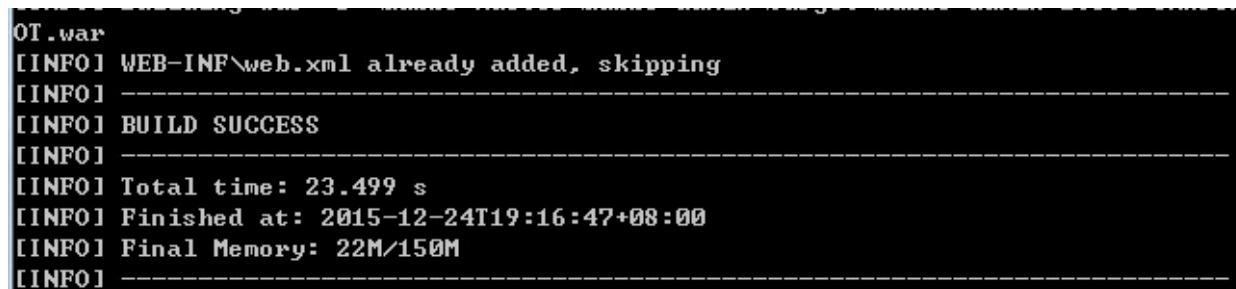 OT.war
[INFO] WEB-INF\web.xml already added, skipping
[INFO] ------------------------------------------------------------------------
[INFO] BUILD SUCCESS
[INFO] ------------------------------------------------------------------------
[INFO] Total time: 23.499 s
[INFO] Finished at: 2015-12-24T19:16:47+08:00
[INFO] Final Memory: 22M/150M
[INFO] ------------------------------------------------------------------------